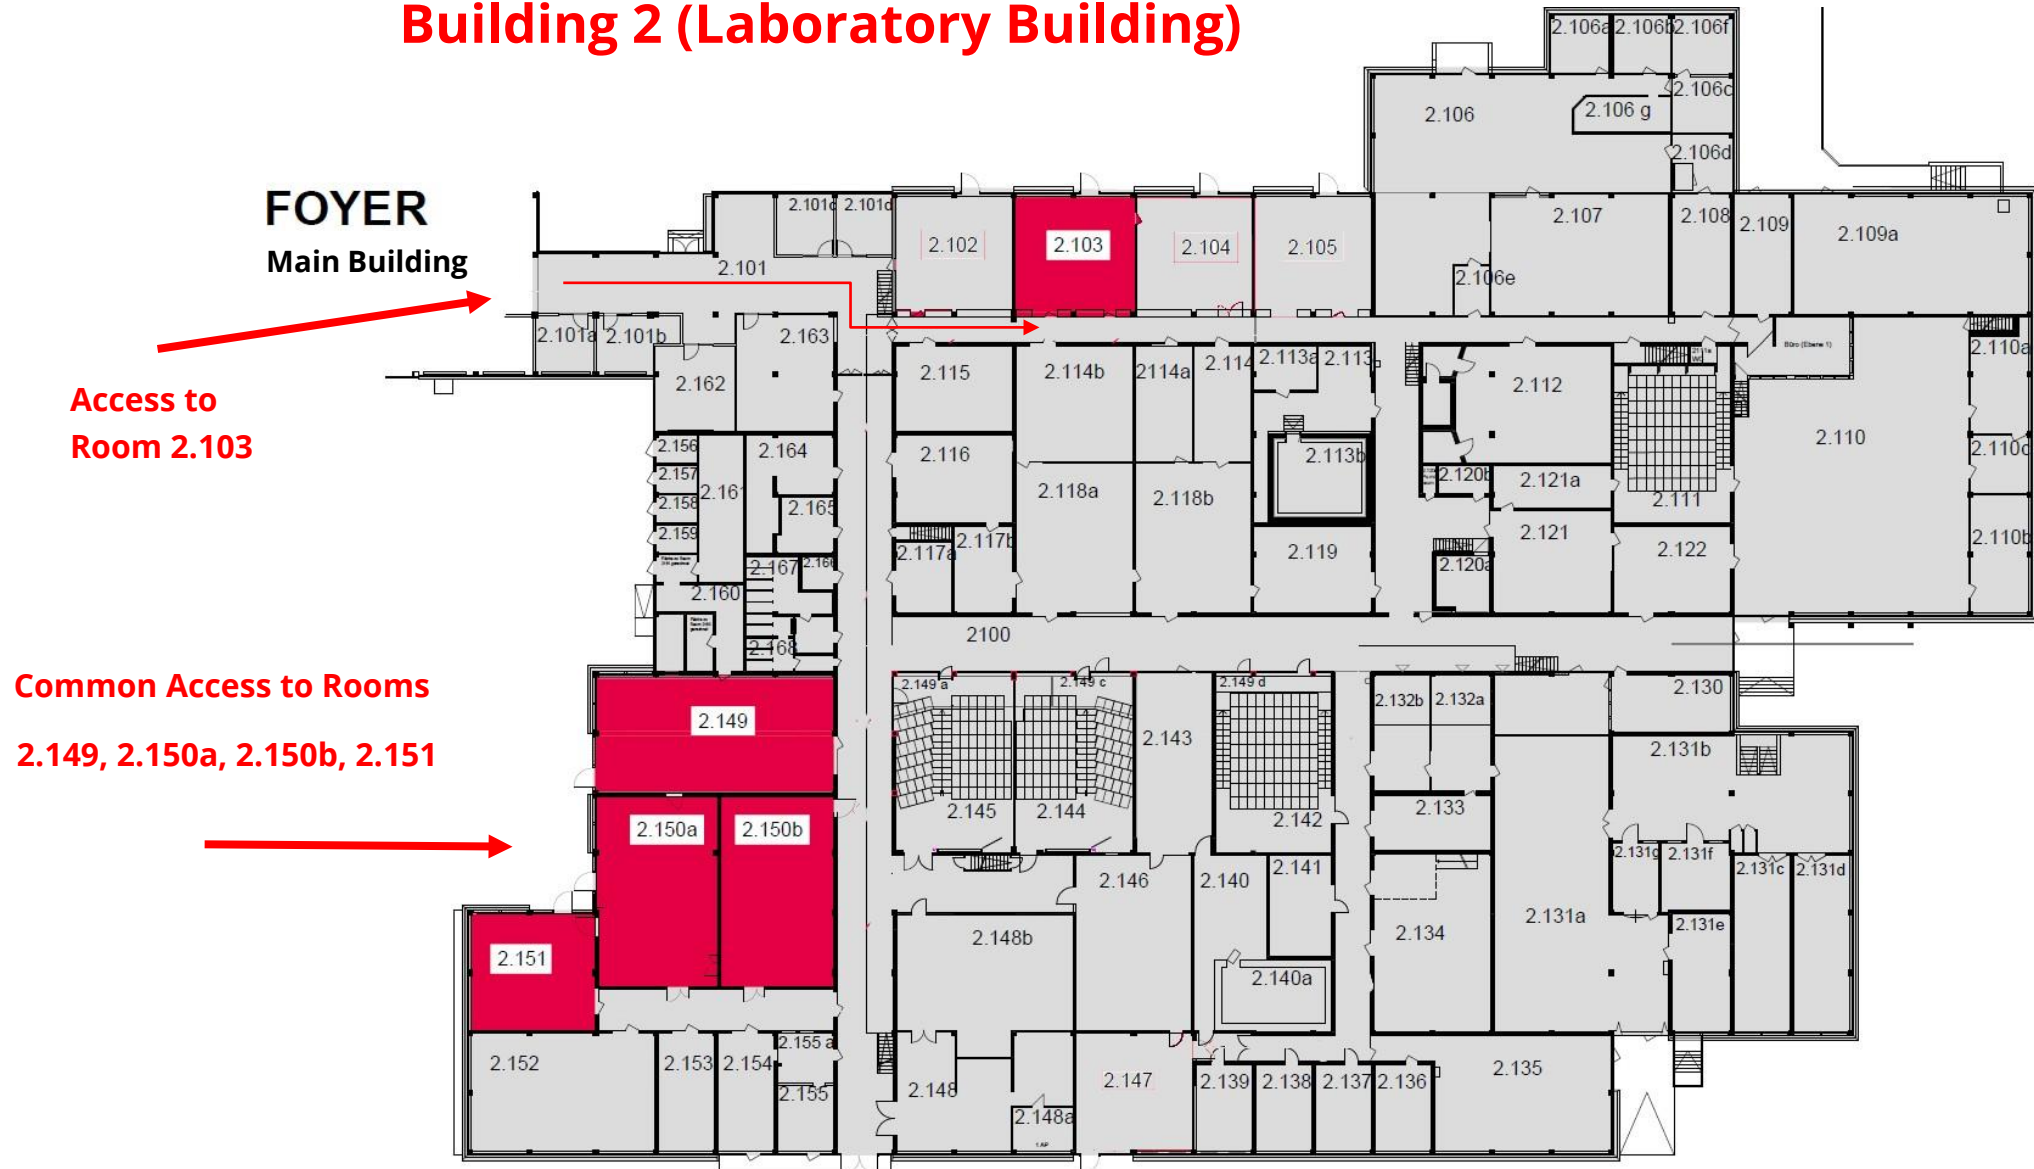 Building 2 (Laboratory Building)
2.106a 2.106b 2.106f
2.106c
2.106 2.106 g
2.106d
FOYER
Main Building
2.101c 2.101d
2.102 2.103 2.104 2.105
2.107 2.108 2.109 2.109a
2.101
2.106e
2.101a 2.101b 2.163
Büro (Ebene 1)
2.110a
2.162 2.115 2.114b 2114a 2.114 2.113a 2.113
2.112
Access to
Room 2.103
2.156 2.164 2.116 2.113b 2.110 2.110c
2.157 2.120b 2.121a
2.161 2.118a 2.118b 2.111
2.158 2.165
2.159 2.117a 2.117b 2.119 2.121 2.122 2.110b
2.167 2.166 2.120a
2.160
2100
2.168
Common Access to Rooms
2.149, 2.150a, 2.150b, 2.151
2.149 a 2.149 c 2.149 d 2.130
2.132b 2.132a
2.149 2.143 2.131b
2.145 2.144 2.142 2.133
2.150a 2.150b
2.131g 2.131f
2.146 2.140 2.141 2.131c 2.131d
2.131a
2.148b 2.134 2.131e
2.151
2.140a
2.155 a
2.152 2.153 2.154 2.135
2.155 2.148 2.147 2.139 2.138 2.137 2.136
2.148a
1.AP